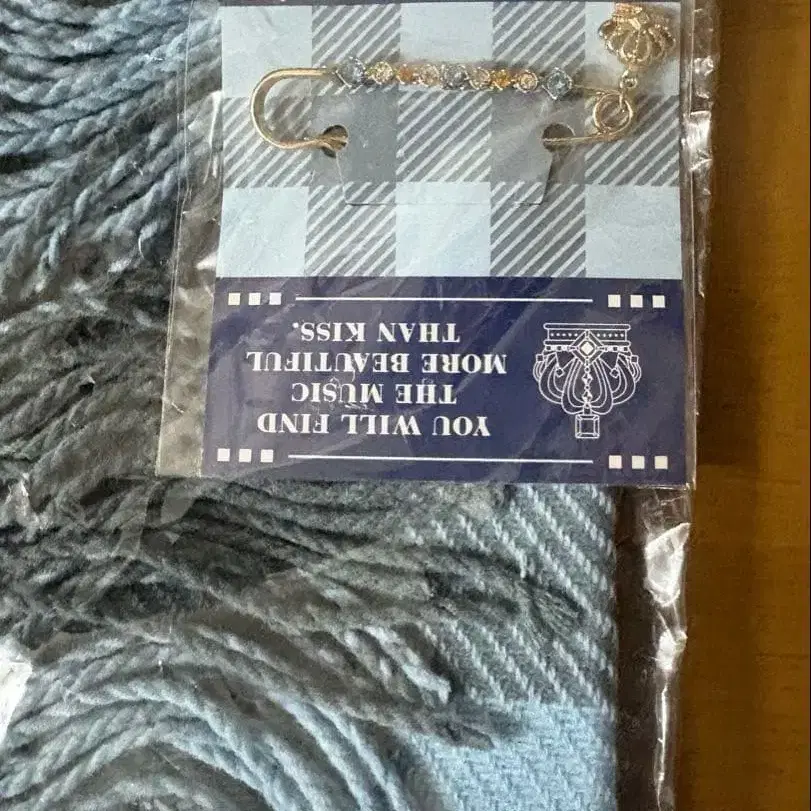 YOU WILL FIND
THE MUSIC
MORE BEAUTIFUL
THAN KISS.